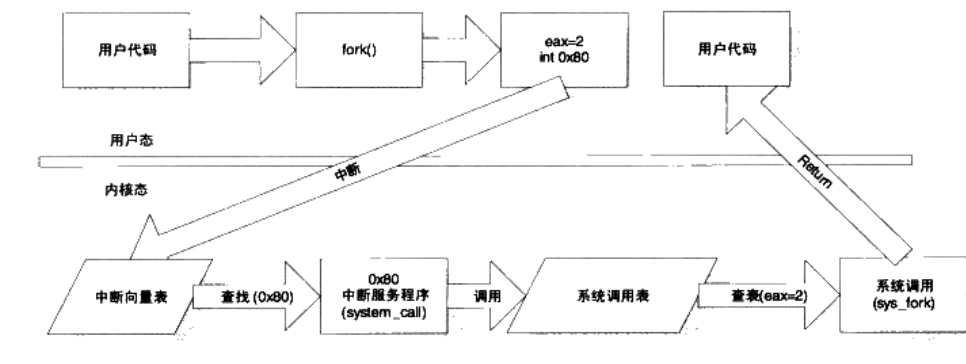 用户代码
fork()
eax=2
int 0x80
用户代码
用户态
中断
Return
内核态
中断向量表
查找 (0x80)
0x80
中断服务程序
(system_call)
调用
系统调用表
查表(eax=2)
系统调用
(sys_fork)